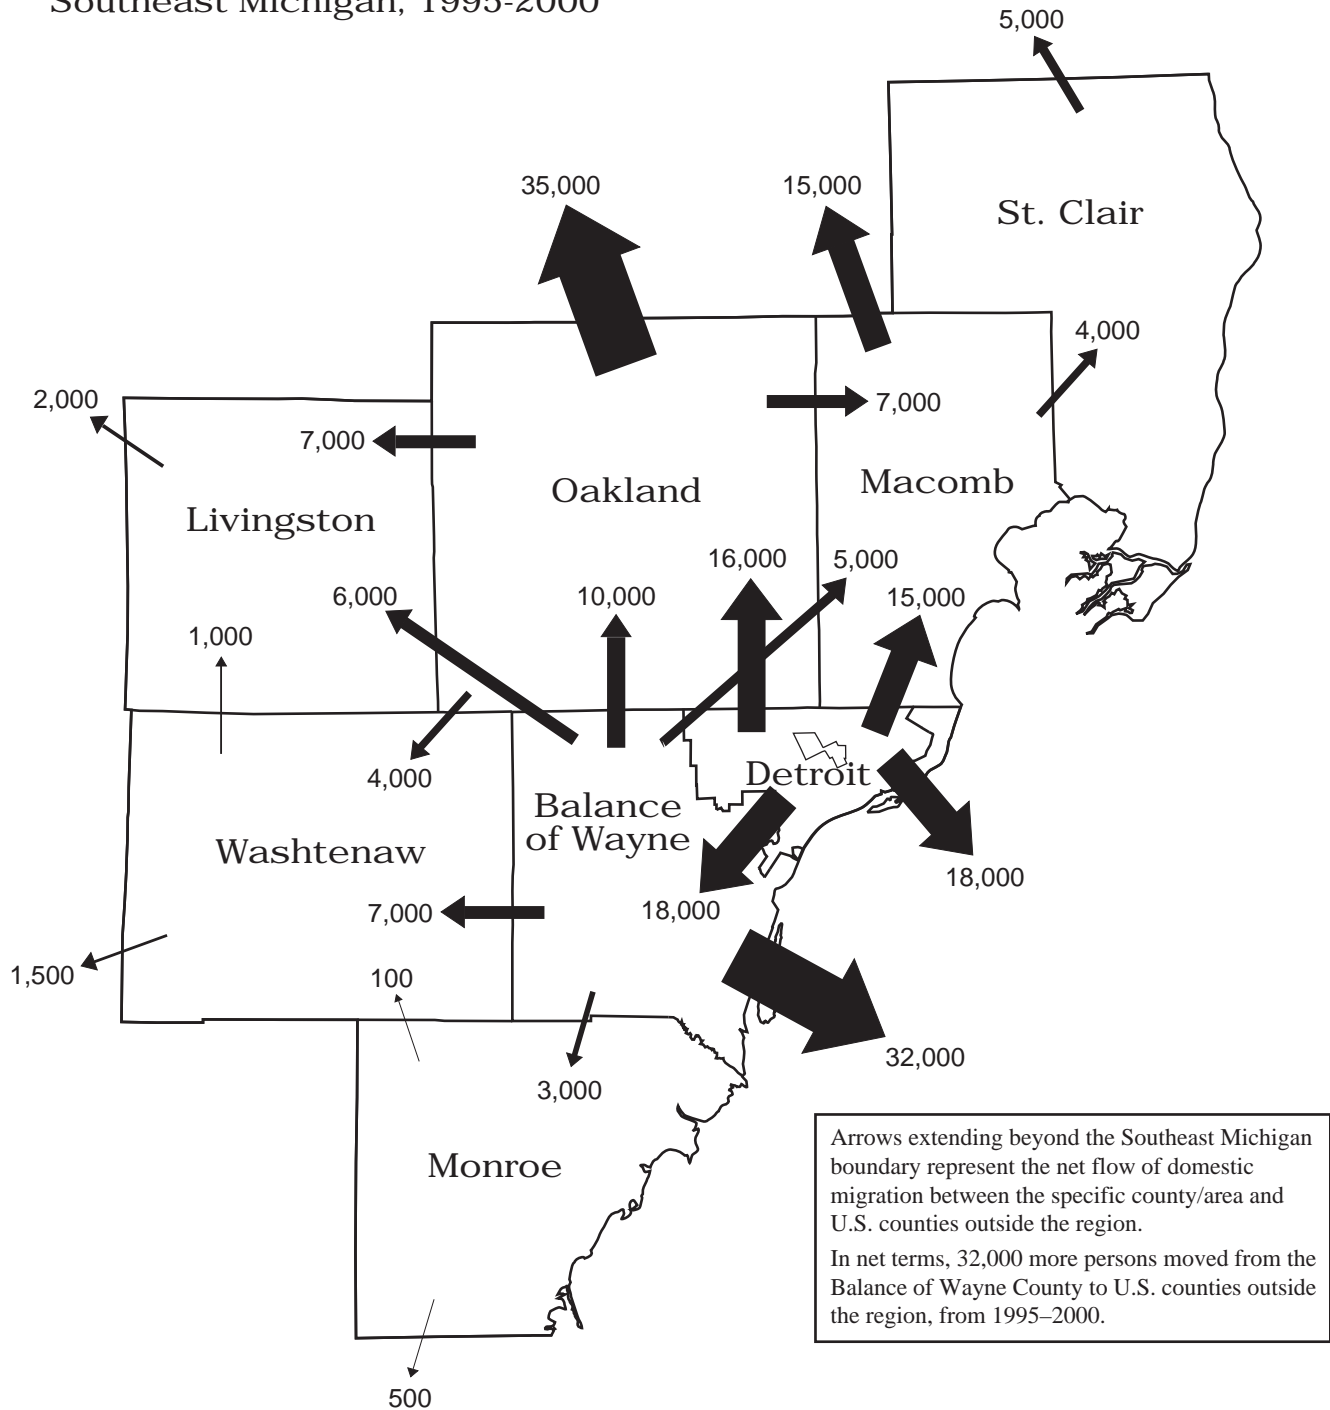 Southeast Michigan, 1995-2000
5,000
35,000
15,000
St. Clair
4,000
2,000
7,000
7,000
Oakland
Macomb
Livingston
16,000
5,000
6,000
10,000
15,000
1,000
4,000
Detroit
Balance
of Wayne
Washtenaw
18,000
7,000
18,000
1,500
100
32,000
3,000
Arrows extending beyond the Southeast Michigan
boundary represent the net flow of domestic
migration between the specific county/area and
U.S. counties outside the region.
In net terms, 32,000 more persons moved from the
Balance of Wayne County to U.S. counties outside
the region, from 1995–2000.
Monroe
500